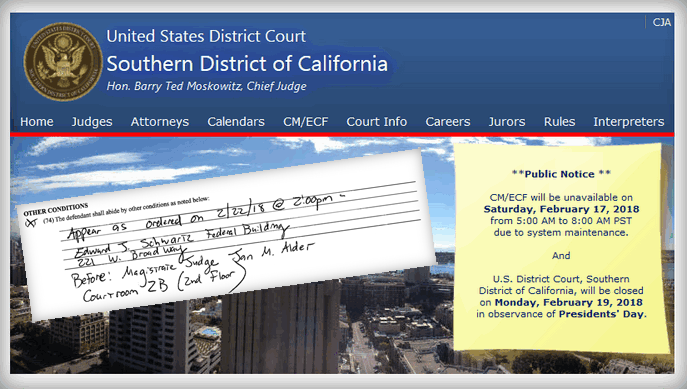 CJA
United States District Court
Southern District of California
Hon. Barry Ted Moskowitz, Chief Judge
Home Judges Attorneys Calendars CM/ECF Court Info Careers Jurors Rules Interpreters
OTHER CONDITIONS
(X) (74) The defendant shall abide by other conditions as noted below:
Appear as ordered on 2/22/18 @ 2:00pm -
Edward J. Schwartz Federal Building
221 W. Broadway
Before: Magistrate Judge Jan M. Alder
Courtroom 2B (2nd Floor)
**Public Notice **
CM/ECF will be unavailable on
Saturday, February 17, 2018
from 5:00 AM to 8:00 AM PST
due to system maintenance.
And
U.S. District Court, Southern
District of California, will be closed
on Monday, February 19, 2018
in observance of Presidents' Day.